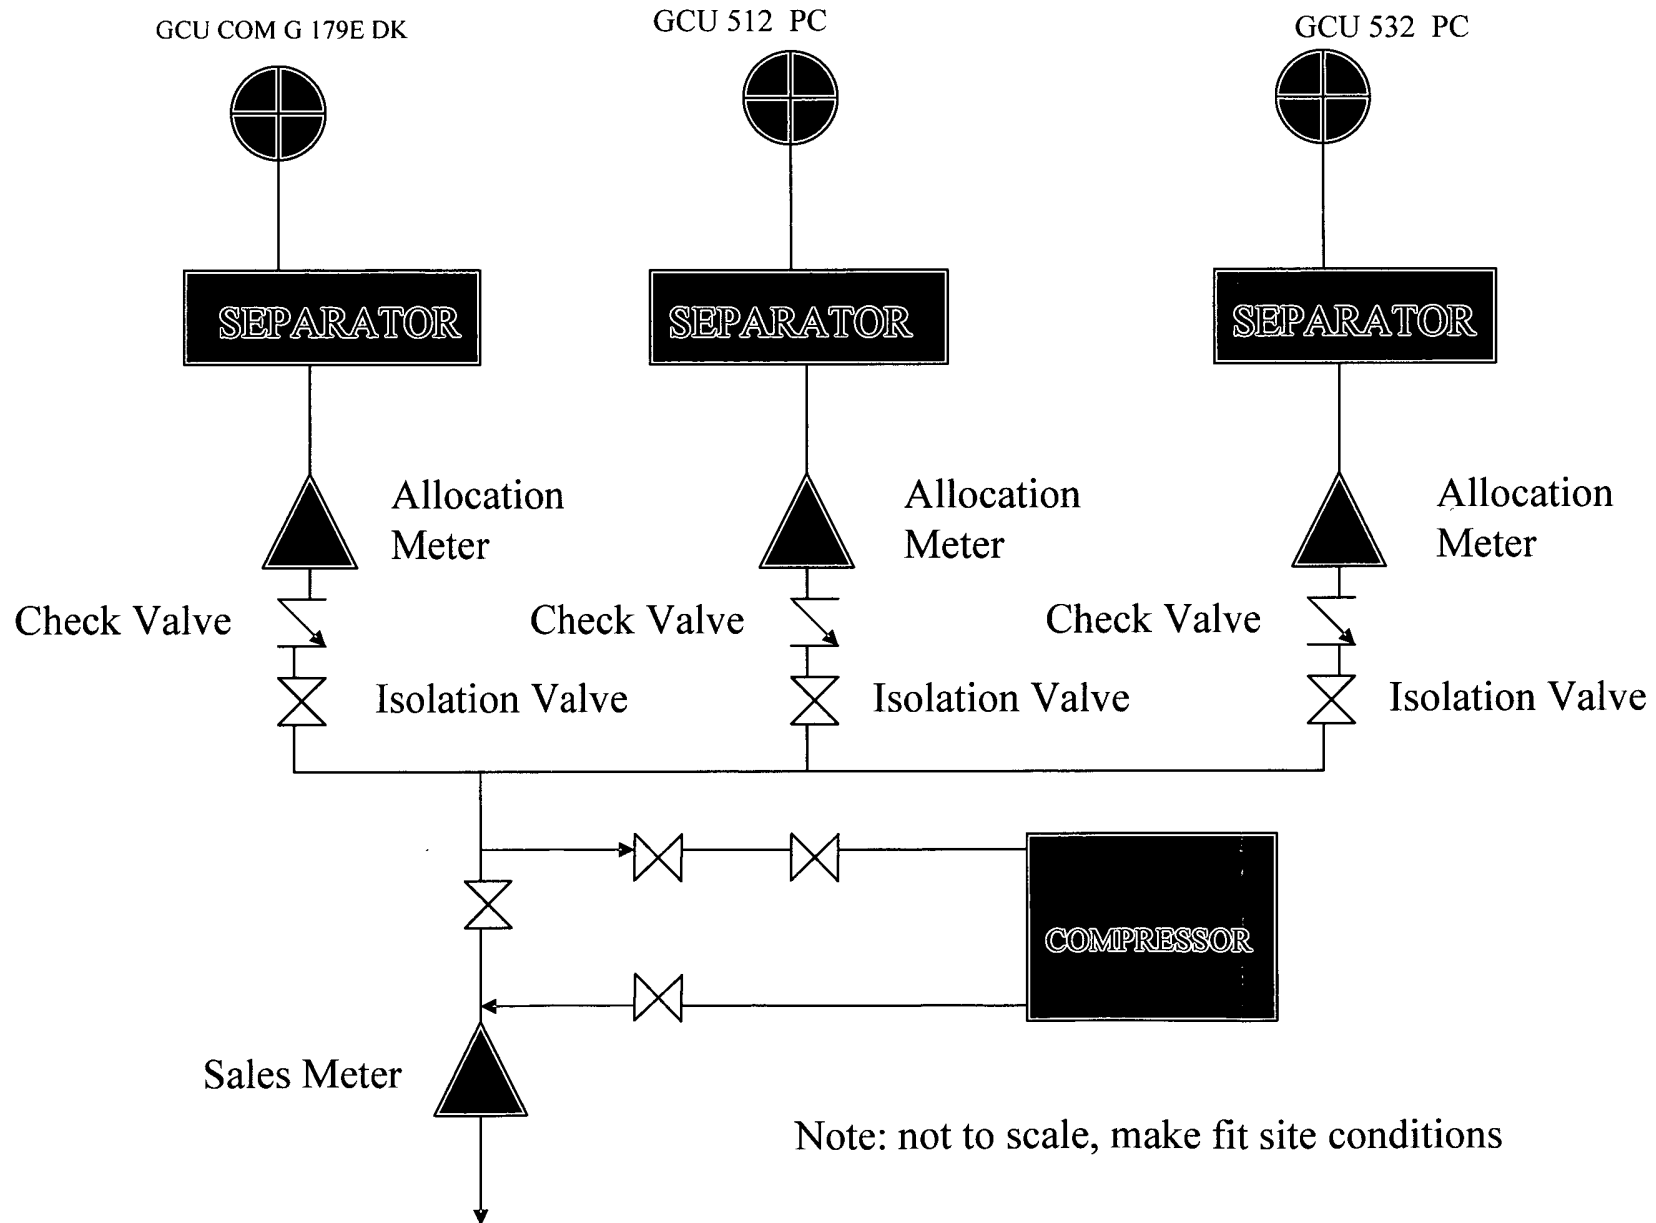 GCU COM G 179E DK
GCU 512 PC
GCU 532 PC
SEPARATOR
SEPARATOR
SEPARATOR
Allocation
Meter
Allocation
Meter
Allocation
Meter
Check Valve
Check Valve
Check Valve
Isolation Valve
Isolation Valve
Isolation Valve
COMPRESSOR
Sales Meter
Note: not to scale, make fit site conditions